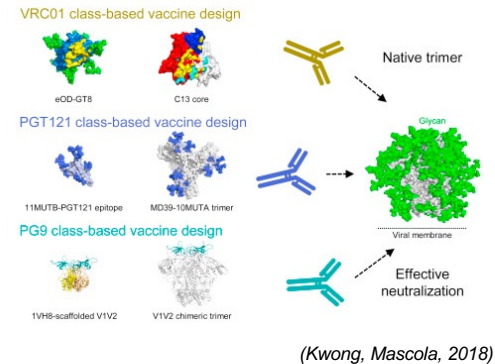 VRC01 class-based vaccine design
eOD-GT8
C13 core
PGT121 class-based vaccine design
11MUTB-PGT121 epitope
MD39-10MUTA trimer
PG9 class-based vaccine design
1VH8-scaffolded V1V2
V1V2 chimeric trimer
Native trimer
Glycan
Viral membrane
Effective
neutralization
(Kwong, Mascola, 2018)